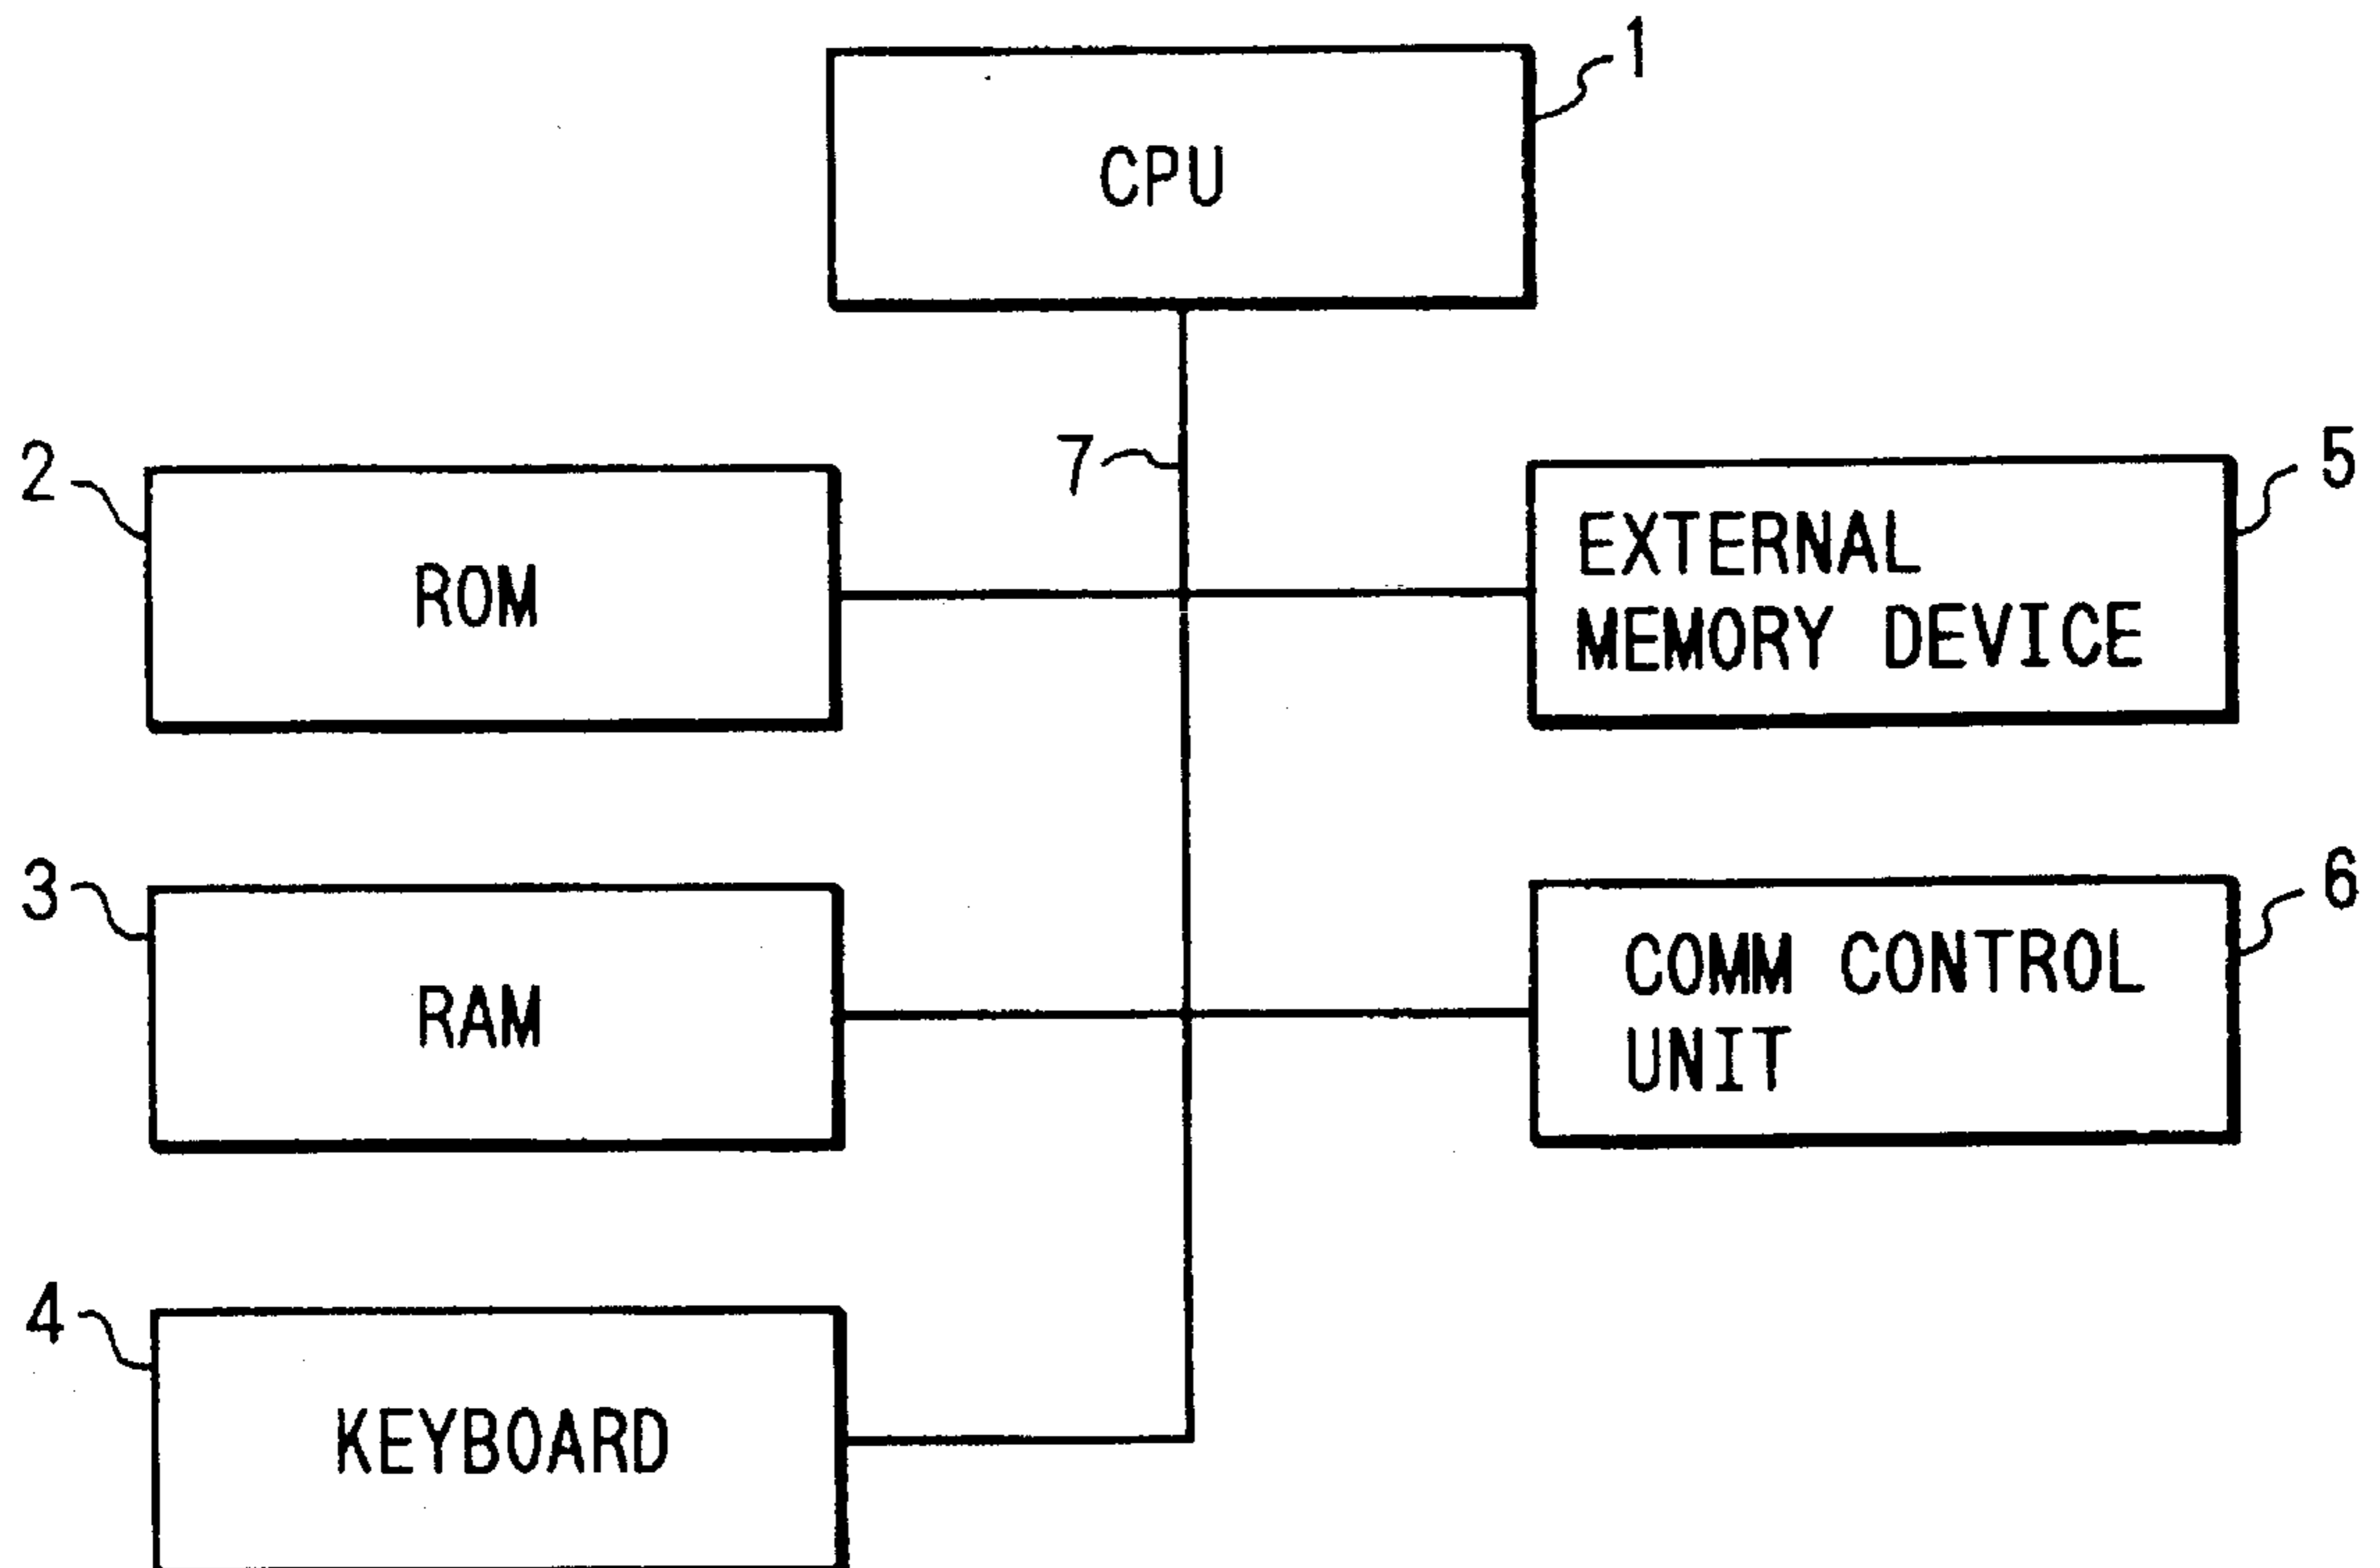 1
CPU
7
2
ROM
5
EXTERNAL
MEMORY DEVICE
3
RAM
6
COMM CONTROL
UNIT
4
KEYBOARD